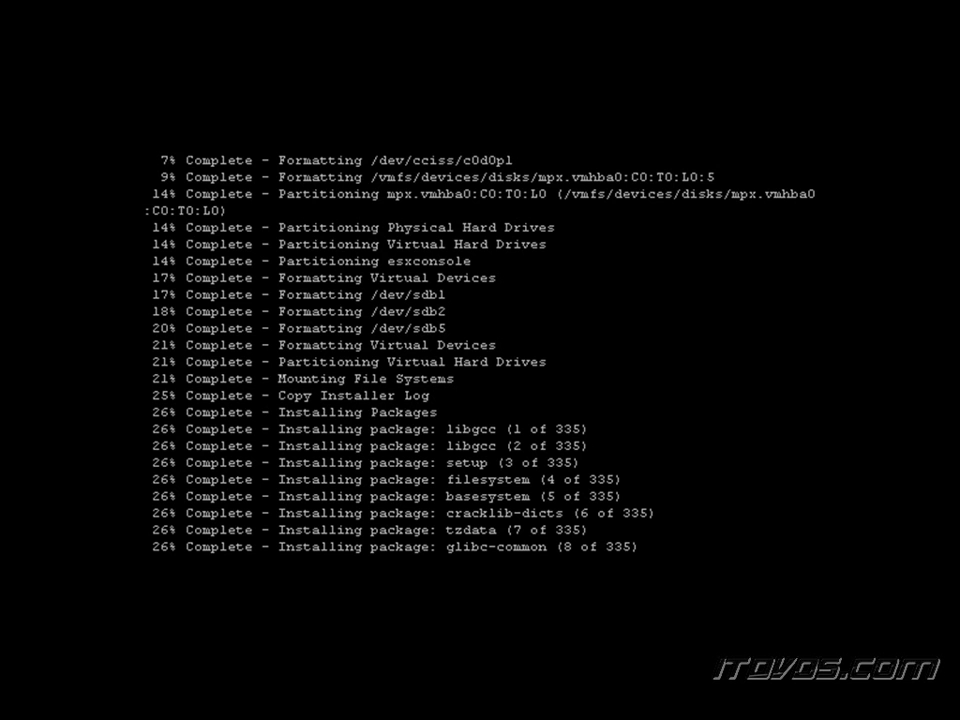 7% Complete - Formatting /dev/cciss/c0d0p1
9% Complete - Formatting /vmfs/devices/disks/mpx.vmhba0:C0:T0:L0:5
14% Complete - Partitioning mpx.vmhba0:C0:T0:L0 (/vmfs/devices/disks/mpx.vmhba0
:C0:T0:L0)
14% Complete - Partitioning Physical Hard Drives
14% Complete - Partitioning Virtual Hard Drives
14% Complete - Partitioning esxconsole
17% Complete - Formatting Virtual Devices
17% Complete - Formatting /dev/sdb1
18% Complete - Formatting /dev/sdb2
20% Complete - Formatting /dev/sdb5
21% Complete - Formatting Virtual Devices
21% Complete - Partitioning Virtual Hard Drives
21% Complete - Mounting File Systems
25% Complete - Copy Installer Log
26% Complete - Installing Packages
26% Complete - Installing package: libgcc (1 of 335)
26% Complete - Installing package: libgcc (2 of 335)
26% Complete - Installing package: setup (3 of 335)
26% Complete - Installing package: filesystem (4 of 335)
26% Complete - Installing package: basesystem (5 of 335)
26% Complete - Installing package: cracklib-dicts (6 of 335)
26% Complete - Installing package: tzdata (7 of 335)
26% Complete - Installing package: glibc-common (8 of 335)
ITdVds.com